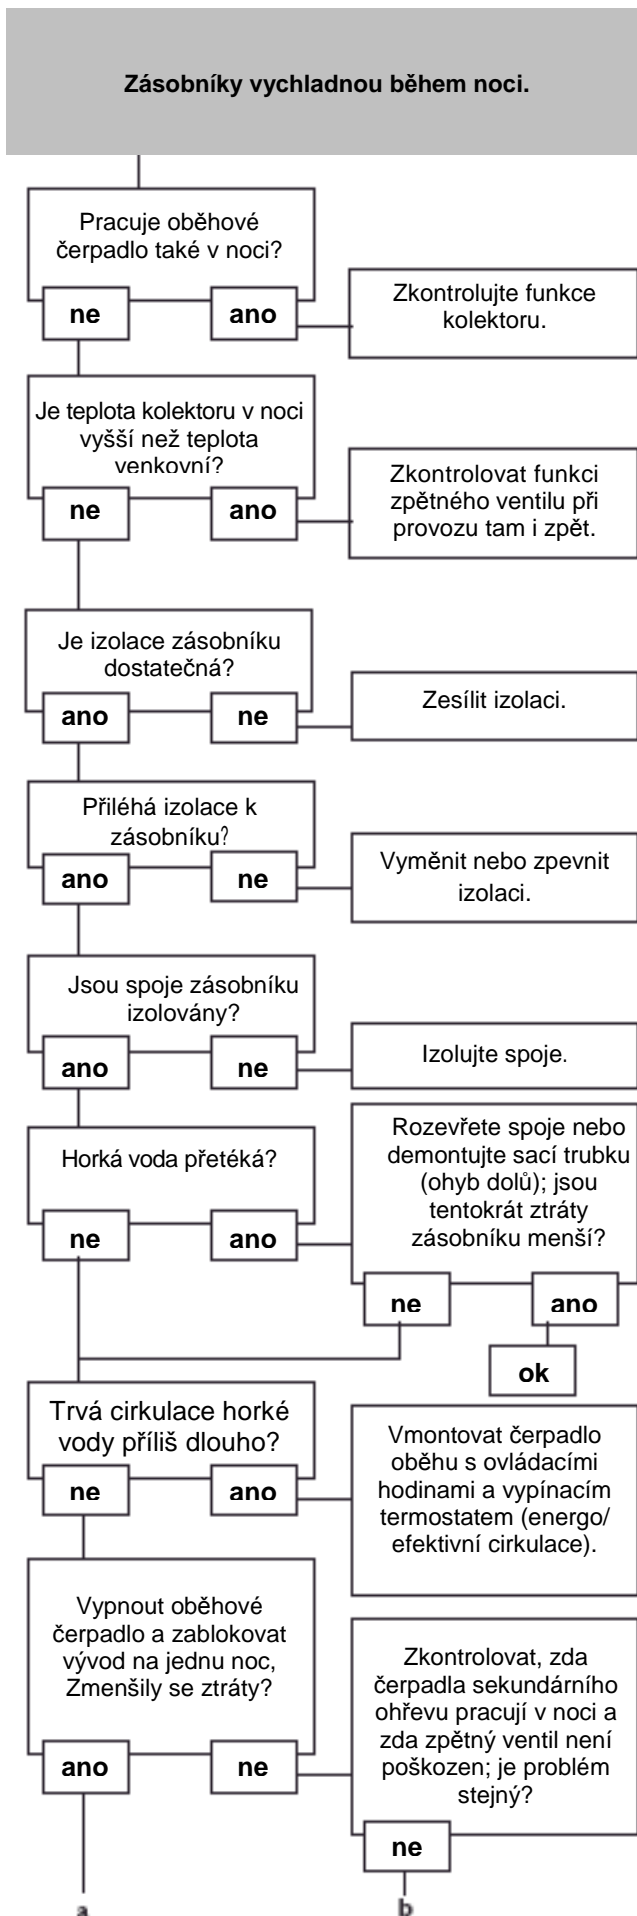 Zásobníky vychladnou během noci.
Pracuje oběhové
čerpadlo také v noci?
ne
ano
Zkontrolujte funkce
kolektoru.
Je teplota kolektoru v noci
vyšší než teplota
venkovní?
ne
ano
Zkontrolovat funkci
zpětného ventilu při
provozu tam i zpět.
Je izolace zásobníku
dostatečná?
ano
ne
Zesílit izolaci.
Přiléhá izolace k
zásobníku?
ano
ne
Vyměnit nebo zpevnit
izolaci.
Jsou spoje zásobníku
izolovány?
ano
ne
Izolujte spoje.
Horká voda přetéká?
ne
ano
Rozevřete spoje nebo
demontujte sací trubku
(ohyb dolů); jsou
tentokrát ztráty
zásobníku menší?
ne
ano
ok
Trvá cirkulace horké
vody příliš dlouho?
ne
ano
Vmontovat čerpadlo
oběhu s ovládacími
hodinami a vypínacím
termostatem (energo/
efektivní cirkulace).
Vypnout oběhové
čerpadlo a zablokovat
vývod na jednu noc,
Zmenšily se ztráty?
ano
ne
Zkontrolovat, zda
čerpadla sekundárního
ohřevu pracují v noci a
zda zpětný ventil není
poškozen; je problém
stejný?
ne
a
b